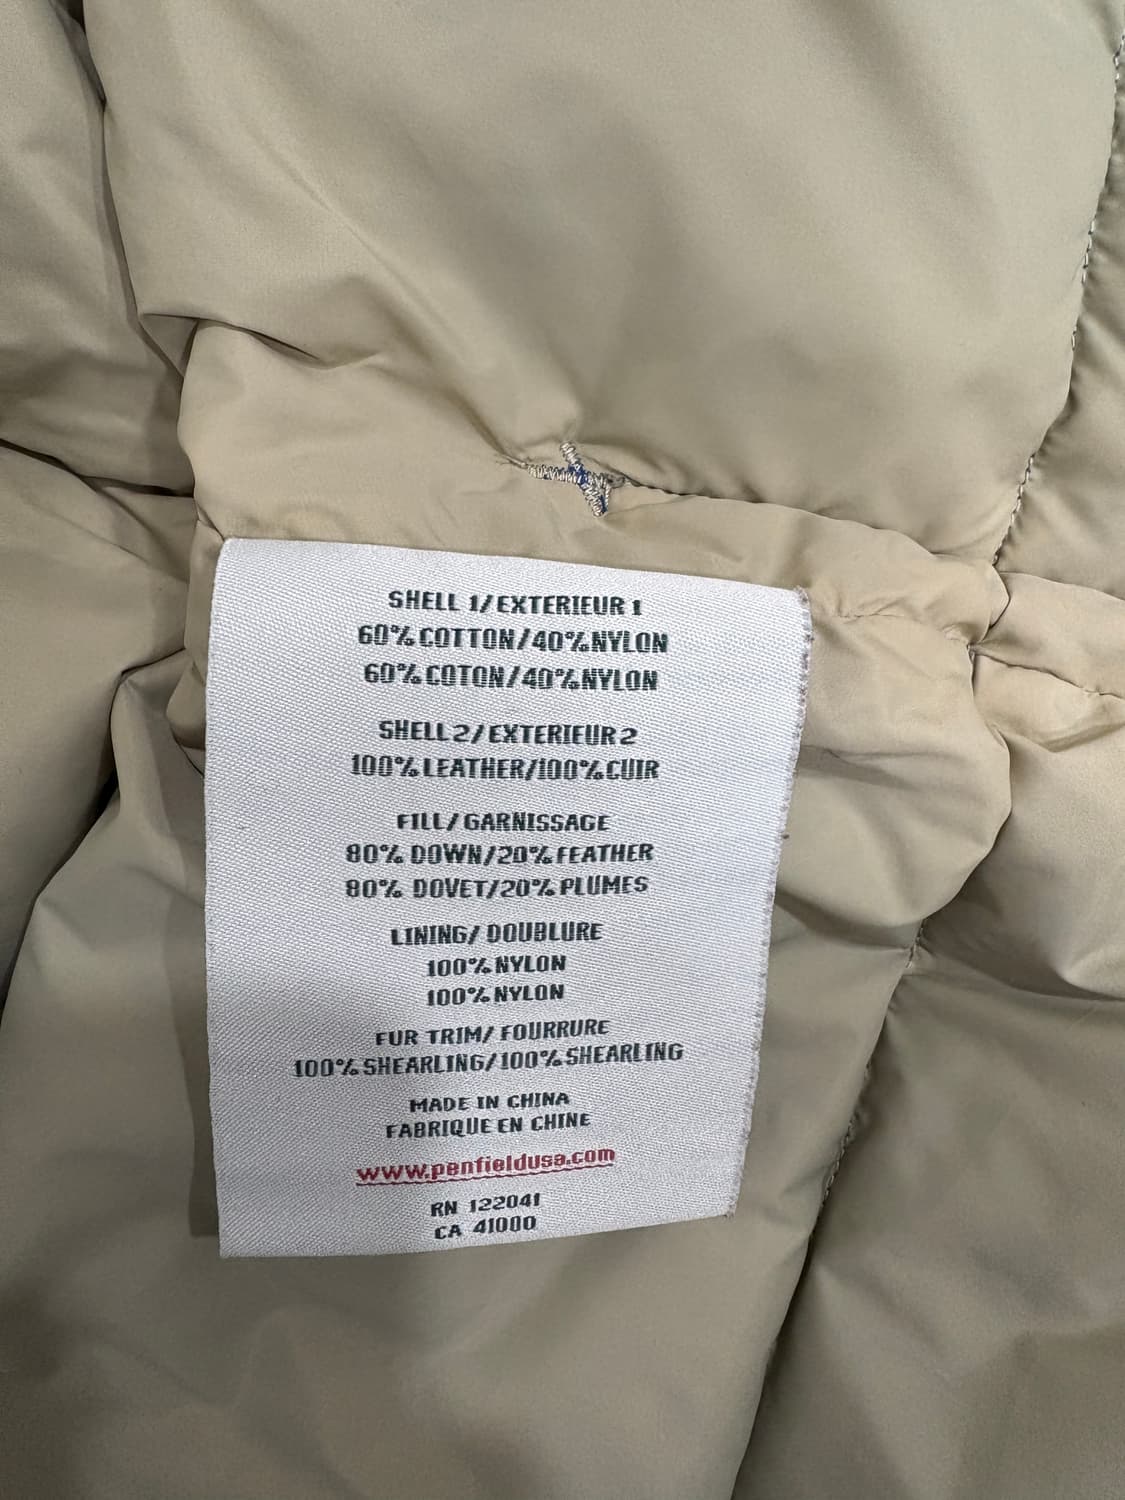 SHELL 1/EXTERIEUR 1
60% COTTON/40% NYLON
60% COTON/40% NYLON
SHELL 2/EXTERIEUR 2
100% LEATHER/100% CUIR
FILL/GARNISSAGE
80% DOWN/20% FEATHER
80% DOVET/20% PLUMES
LINING/ DOUBLURE
100% NYLON
100% NYLON
FUR TRIM/ FOURRURE
100% SHEARLING/100% SHEARLING
MADE IN CHINA
FABRIQUE EN CHINE
www.penfieldusa.com
RN 122041
CA 41000